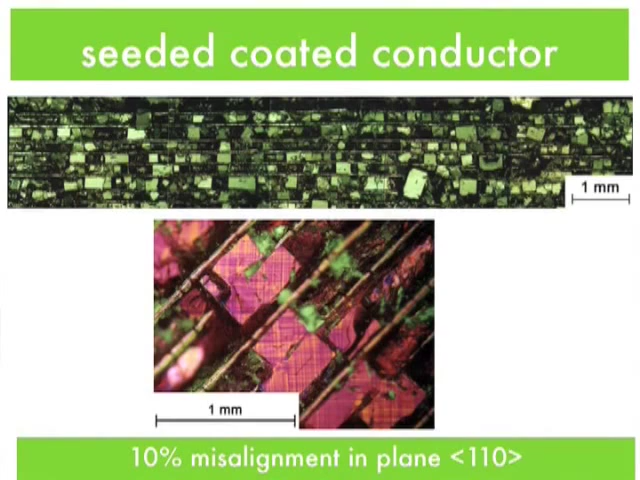 seeded coated conductor
1 mm
1 mm
10% misalignment in plane <110>